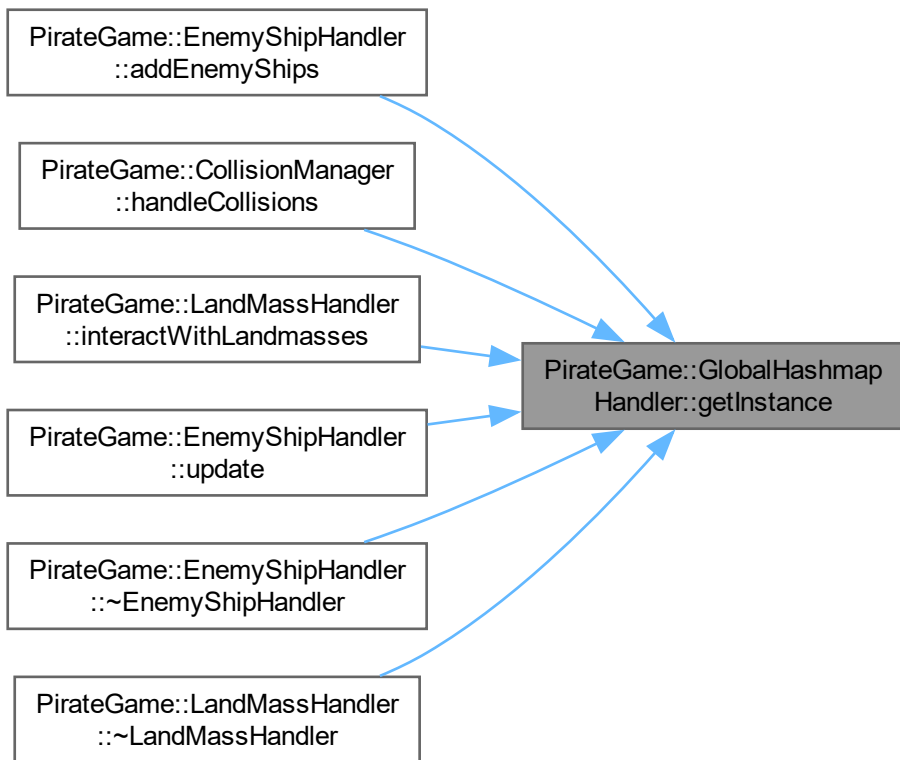 PirateGame::EnemyShipHandler
::addEnemyShips
PirateGame::CollisionManager
::handleCollisions
PirateGame::LandMassHandler
::interactWithLandmasses
PirateGame::GlobalHashmap
Handler::getInstance
PirateGame::EnemyShipHandler
::update
PirateGame::EnemyShipHandler
::~EnemyShipHandler
PirateGame::LandMassHandler
::~LandMassHandler